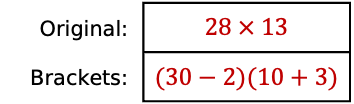 Original: 28 × 13
Brackets: (30 − 2)(10 + 3)